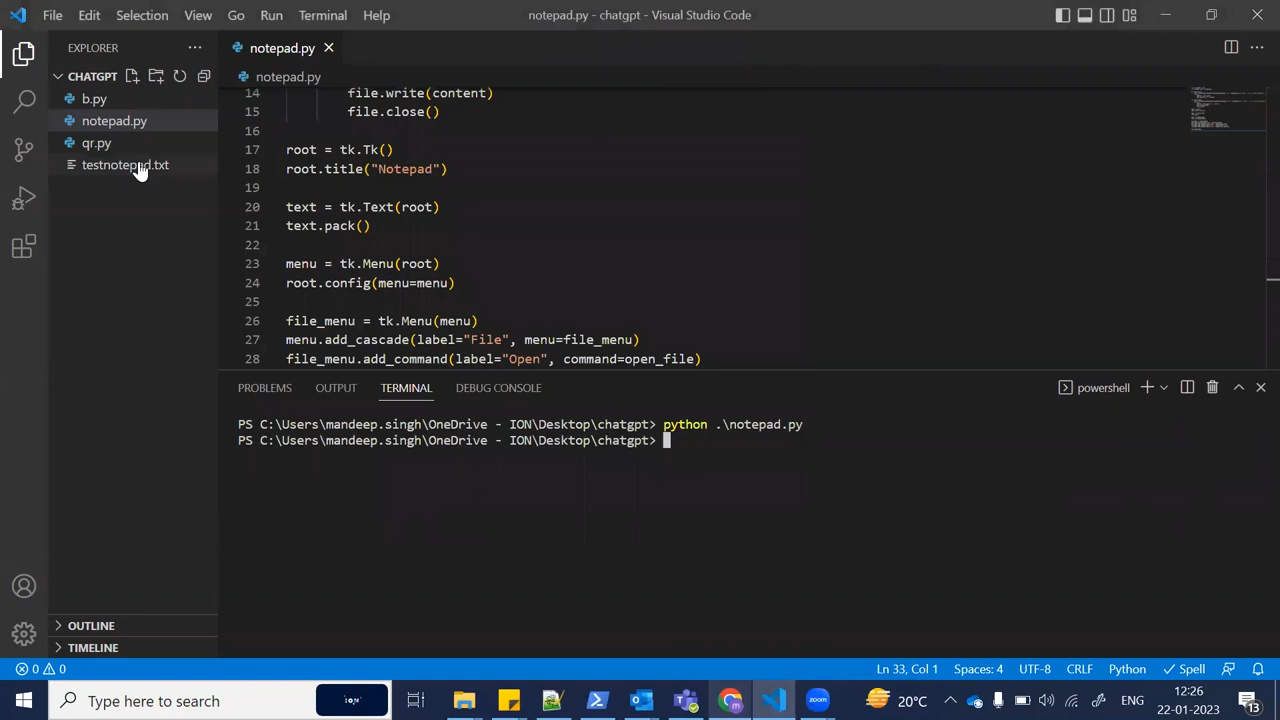 File Edit Selection View Go Run Terminal Help
notepad.py - chatgpt - Visual Studio Code
EXPLORER
CHATGPT
b.py
notepad.py
qr.py
testnotepad.txt
OUTLINE
TIMELINE
notepad.py
notepad.py
14 file.write(content)
15 file.close()
16
17 root = tk.Tk()
18 root.title("Notepad")
19
20 text = tk.Text(root)
21 text.pack()
22
23 menu = tk.Menu(root)
24 root.config(menu=menu)
25
26 file_menu = tk.Menu(menu)
27 menu.add_cascade(label="File", menu=file_menu)
28 file_menu.add_command(label="Open", command=open_file)
PROBLEMS OUTPUT TERMINAL DEBUG CONSOLE
powershell
PS C:\Users\mandeep.singh\OneDrive - ION\Desktop\chatgpt> python .\notepad.py
PS C:\Users\mandeep.singh\OneDrive - ION\Desktop\chatgpt>
0 0
Ln 33, Col 1 Spaces: 4 UTF-8 CRLF Python Spell
Type here to search
ION
zoom
20°C
ENG
12:26
22-01-2023
13